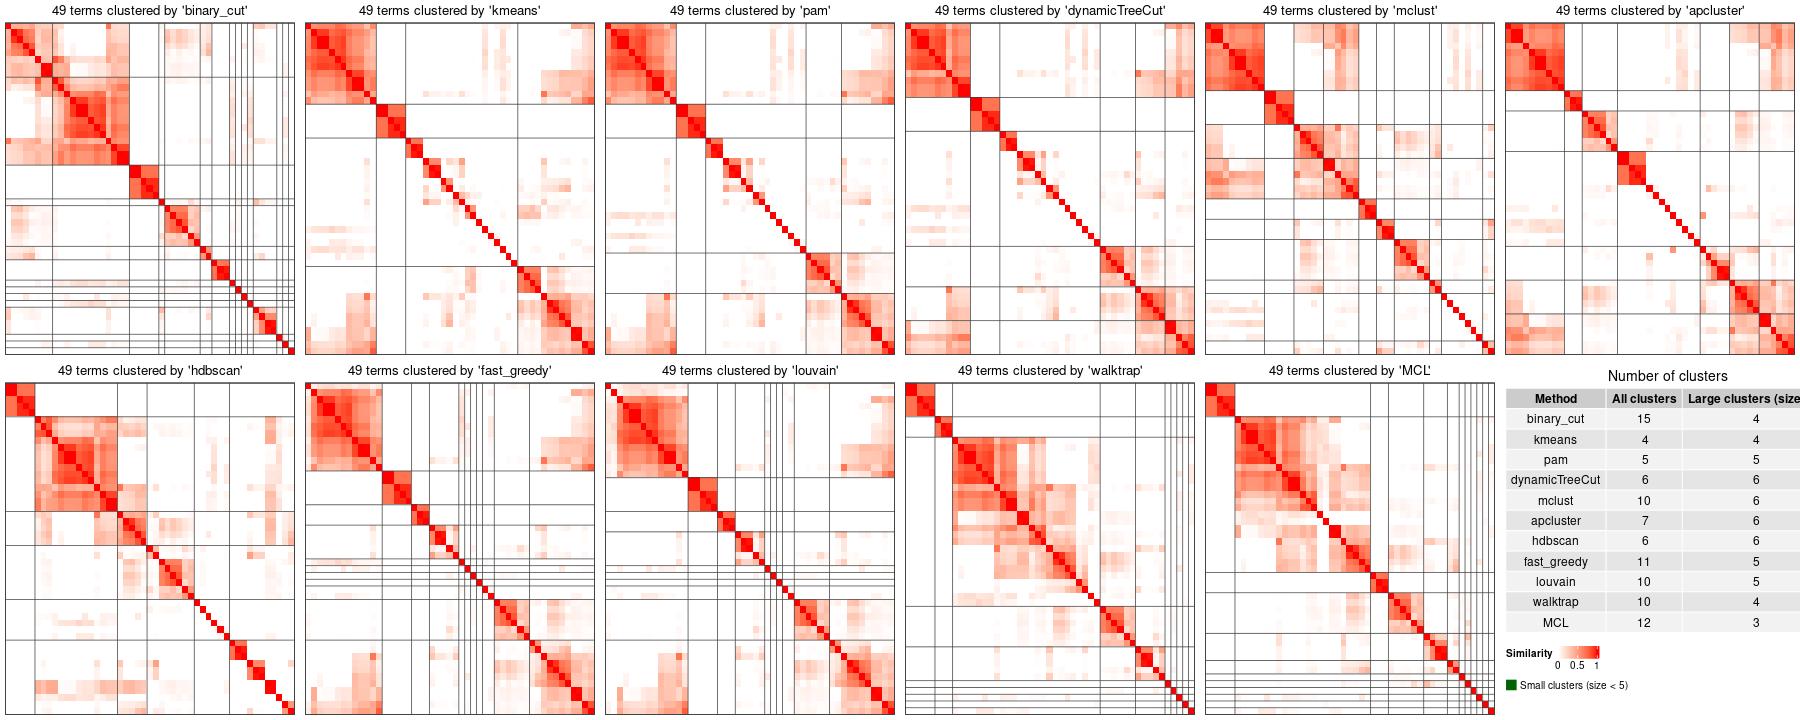 49 terms clustered by 'binary_cut'
49 terms clustered by 'kmeans'
49 terms clustered by 'pam'
49 terms clustered by 'dynamicTreeCut'
49 terms clustered by 'mclust'
49 terms clustered by 'apcluster'
49 terms clustered by 'hdbscan'
49 terms clustered by 'fast_greedy'
49 terms clustered by 'louvain'
49 terms clustered by 'walktrap'
49 terms clustered by 'MCL'
Number of clusters
Method All clusters Large clusters (size
binary_cut 15 4
kmeans 4 4
pam 5 5
dynamicTreeCut 6 6
mclust 10 6
apcluster 7 6
hdbscan 6 6
fast_greedy 11 5
louvain 10 5
walktrap 10 4
MCL 12 3
Similarity
0 0.5 1
Small clusters (size < 5)